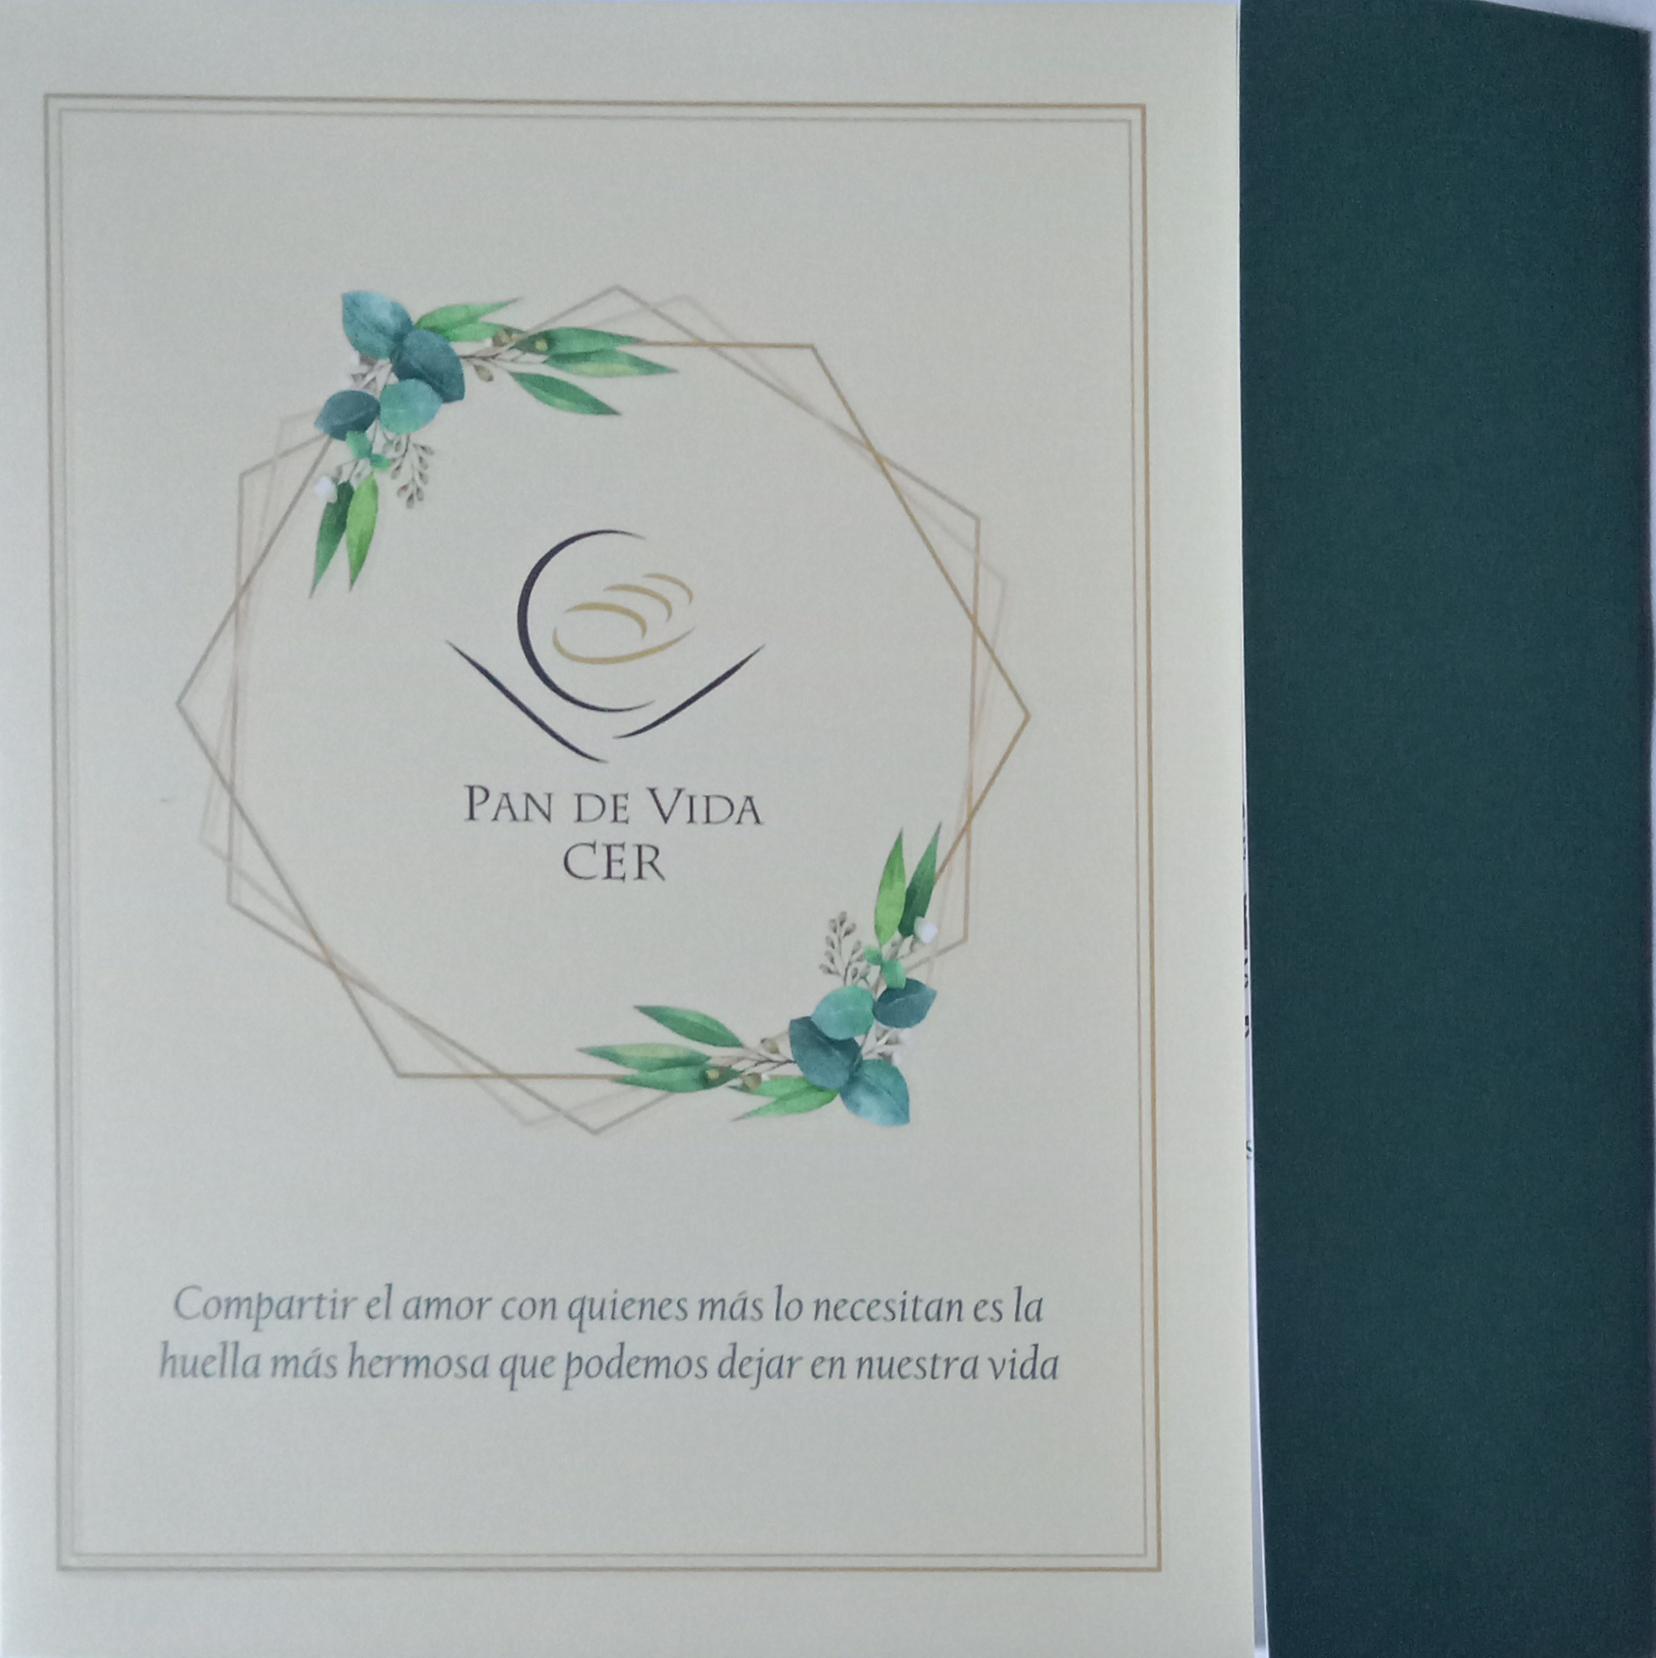 PAN DE VIDA
CER
Compartir el amor con quienes más lo necesitan es la
huella más hermosa que podemos dejar en nuestra vida